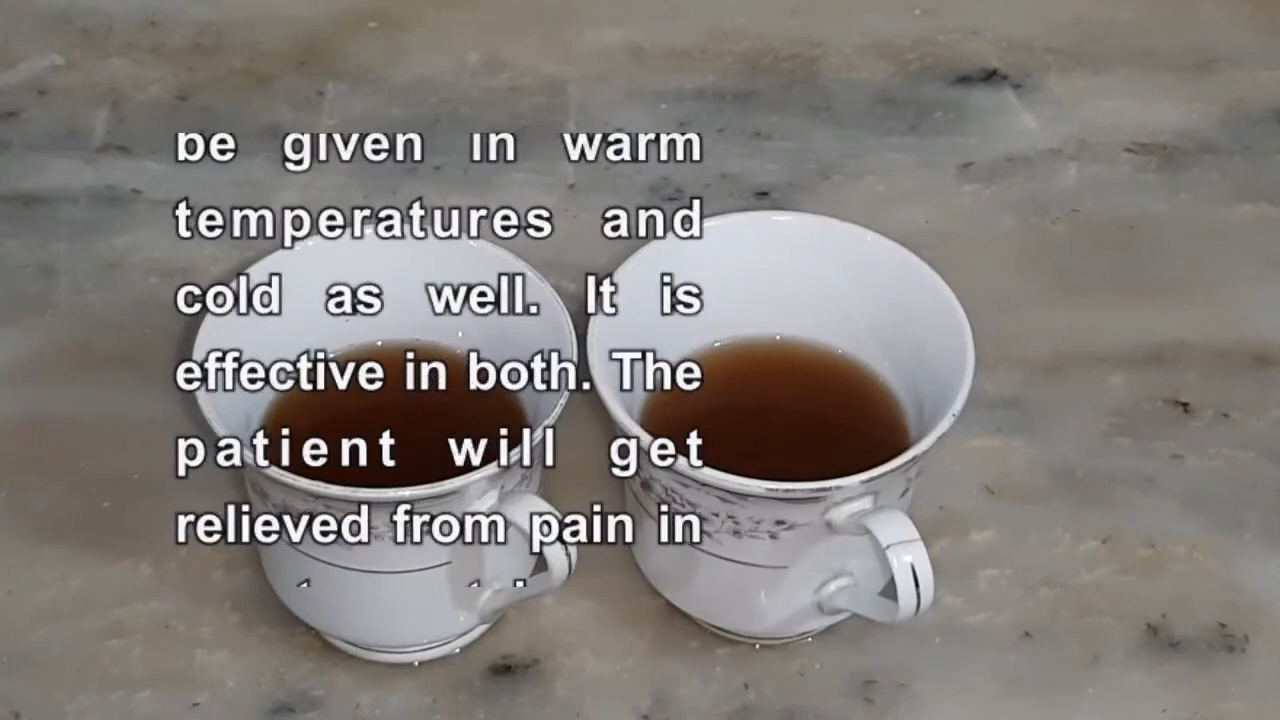 be given in warm
temperatures and
cold as well. It is
effective in both. The
patient will get
relieved from pain in